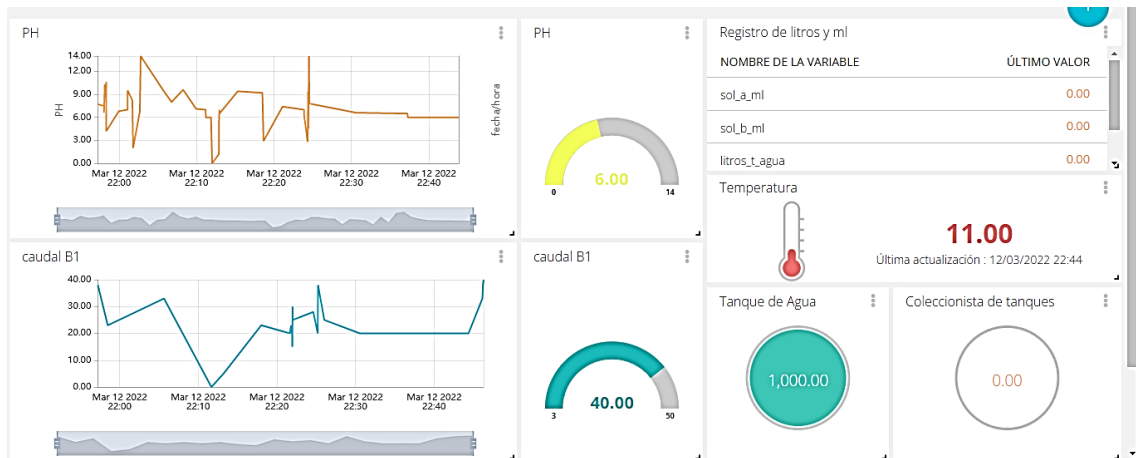 PH
14.00
12.00
9.00
6.00
3.00
0.00
PH
fecha/hora
Mar 12 2022 22:00
Mar 12 2022 22:10
Mar 12 2022 22:20
Mar 12 2022 22:30
Mar 12 2022 22:40
PH
6.00
0
14
Registro de litros y ml
NOMBRE DE LA VARIABLE ÚLTIMO VALOR
sol_a_ml 0.00
sol_b_ml 0.00
litros_t_agua 0.00
Temperatura
11.00
Última actualización : 12/03/2022 22:44
caudal B1
40.00
30.00
20.00
10.00
0.00
Mar 12 2022 22:00
Mar 12 2022 22:10
Mar 12 2022 22:20
Mar 12 2022 22:30
Mar 12 2022 22:40
caudal B1
40.00
3
50
Tanque de Agua
1,000.00
Coleccionista de tanques
0.00